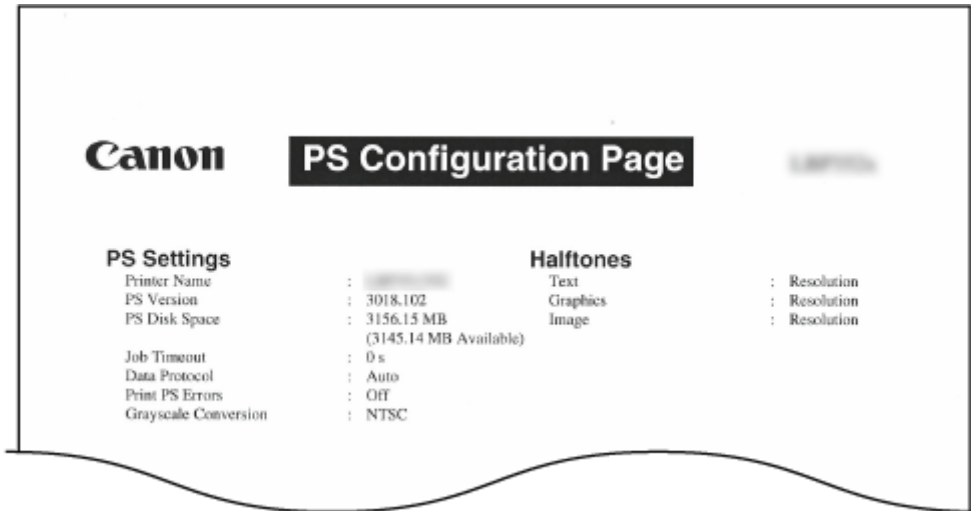 Canon
PS Configuration Page
PS Settings
Printer Name :
PS Version : 3018.102
PS Disk Space : 3156.15 MB
(3145.14 MB Available)
Job Timeout : 0 s
Data Protocol : Auto
Print PS Errors : Off
Grayscale Conversion : NTSC
Halftones
Text : Resolution
Graphics : Resolution
Image : Resolution